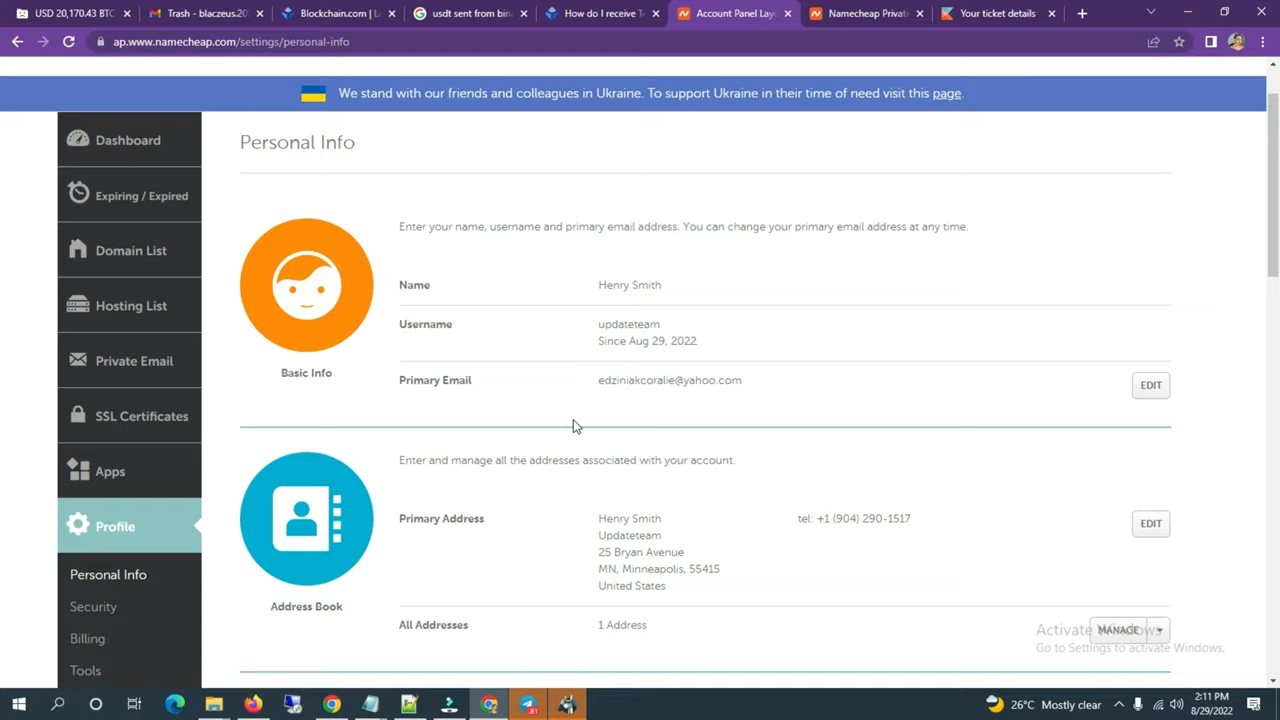 USD 20,170.43 BTC
Trash - blaczeus.20
Blockchain.com | L
usdt sent from bina
How do I receive T
Account Panel Layo
Namecheap Private
Your ticket details
ap.www.namecheap.com/settings/personal-info
We stand with our friends and colleagues in Ukraine. To support Ukraine in their time of need visit this page.
Dashboard
Expiring / Expired
Domain List
Hosting List
Private Email
SSL Certificates
Apps
Profile
Personal Info
Security
Billing
Tools
Personal Info
Basic Info
Enter your name, username and primary email address. You can change your primary email address at any time.
Name Henry Smith
Username updateteam
Since Aug 29, 2022
Primary Email edziniakcoralie@yahoo.com EDIT
Address Book
Enter and manage all the addresses associated with your account.
Primary Address Henry Smith tel: +1 (904) 290-1517 EDIT
Updateteam
25 Bryan Avenue
MN, Minneapolis, 55415
United States
All Addresses 1 Address MANAGE
Activate Windows
Go to Settings to activate Windows.
26°C Mostly clear
2:11 PM
8/29/2022